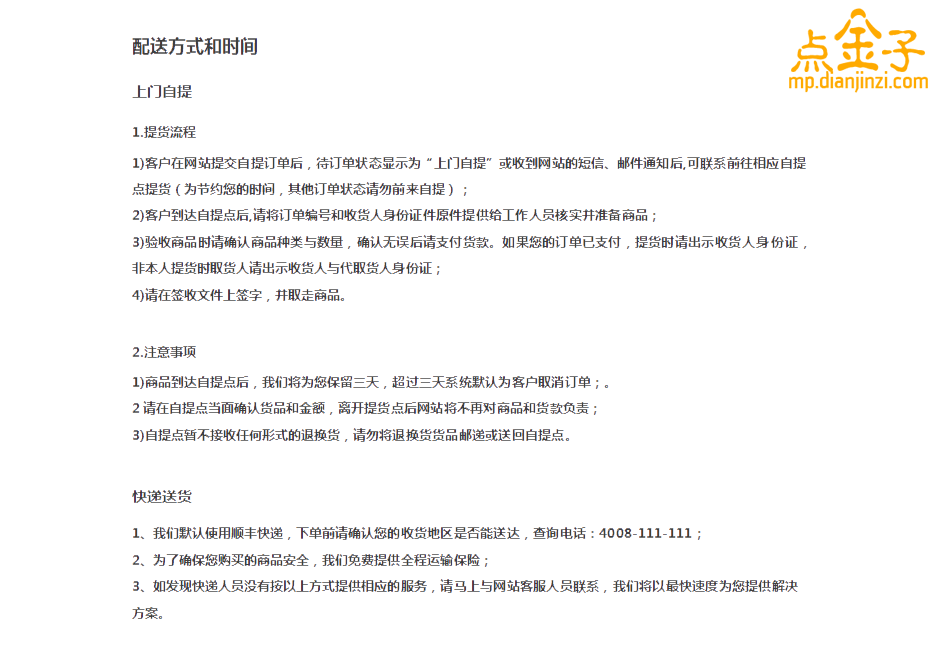 点金子
mp.dianjinzi.com
配送方式和时间
上门自提
1.提货流程
1)客户在网站提交自提订单后，待订单状态显示为“上门自提”或收到网站的短信、邮件通知后,可联系前往相应自提
点提货（为节约您的时间，其他订单状态请勿前来自提）；
2)客户到达自提点后,请将订单编号和收货人身份证件原件提供给工作人员核实并准备商品；
3)验收商品时请确认商品种类与数量，确认无误后请支付货款。如果您的订单已支付，提货时请出示收货人身份证，
非本人提货时取货人请出示收货人与代取货人身份证；
4)请在签收文件上签字，并取走商品。
2.注意事项
1)商品到达自提点后，我们将为您保留三天，超过三天系统默认为客户取消订单；。
2 请在自提点当面确认货品和金额，离开提货点后网站将不再对商品和货款负责；
3)自提点暂不接收任何形式的退换货，请勿将退换货货品邮递或送回自提点。
快递送货
1、我们默认使用顺丰快递，下单前请确认您的收货地区是否能送达，查询电话：4008-111-111；
2、为了确保您购买的商品安全，我们免费提供全程运输保险；
3、如发现快递人员没有按以上方式提供相应的服务，请马上与网站客服人员联系，我们将以最快速度为您提供解决
方案。